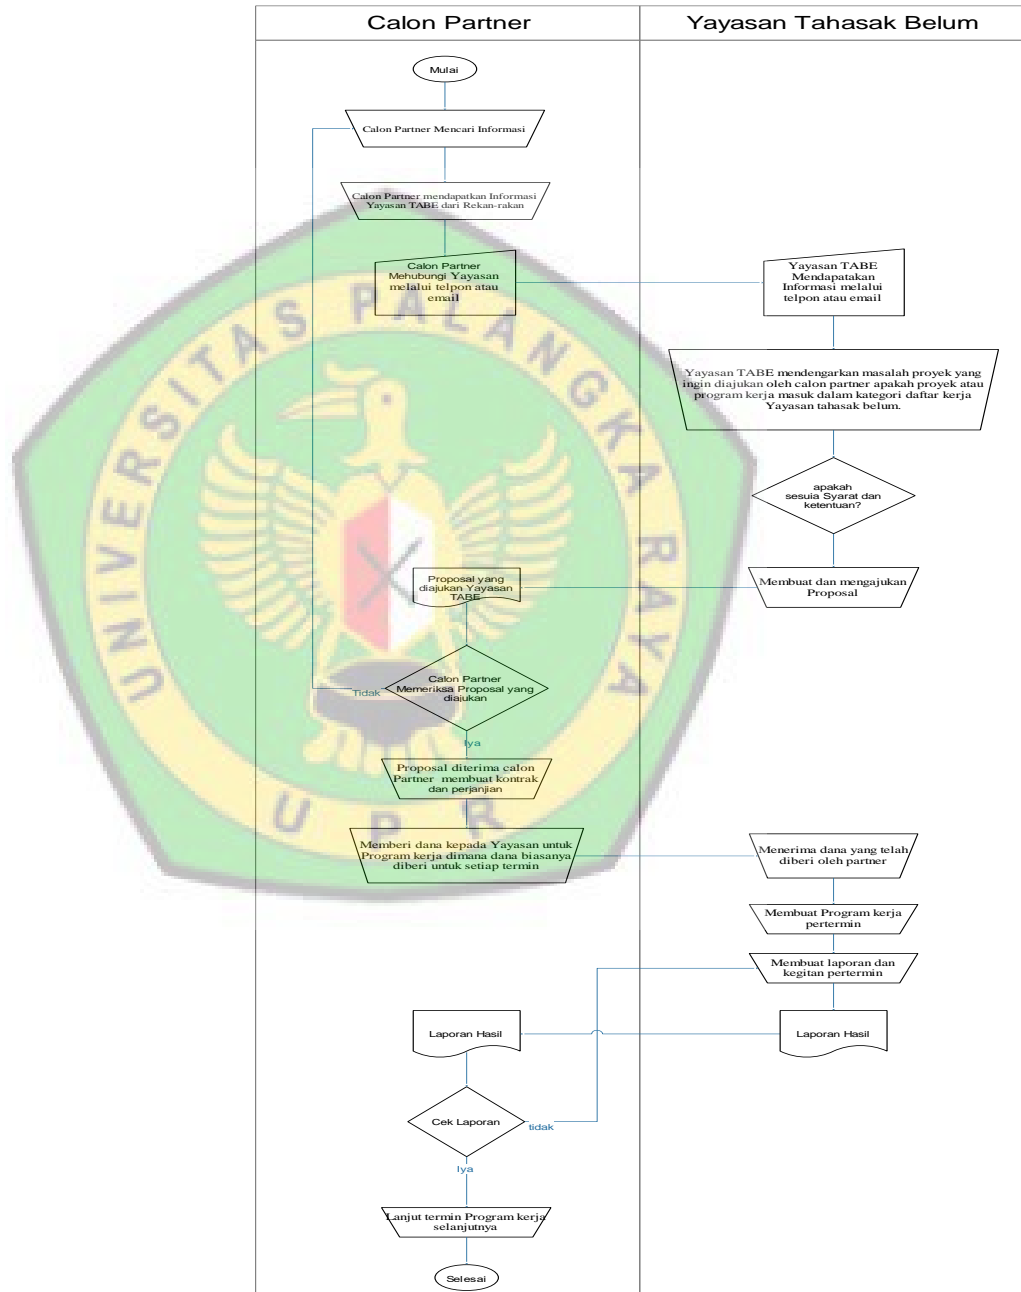 Calon Partner
Yayasan Tahasak Belum
Mulai
Calon Partner Mencari Informasi
Calon Partner mendapatkan Informasi
Yayasan TABE dari Rekan-rakan
Calon Partner
Mehubungi Yayasan
melalui telpon atau
email
Yayasan TABE
Mendapatakan
Informasi melalui
telpon atau email
Yayasan TABE mendengarkan masalah proyek yang
ingin diajukan oleh calon partner apakah proyek atau
program kerja masuk dalam kategori daftar kerja
Yayasan tahasak belum.
apakah
sesuia Syarat dan
ketentuan?
Membuat dan mengajukan
Proposal
Proposal yang
diajukan Yayasan
TABE
Calon Partner
Memeriksa Proposal yang
diajukan
Tidak
Iya
Proposal diterima calon
Partner membuat kontrak
dan perjanjian
Memberi dana kepada Yayasan untuk
Program kerja dimana dana biasanya
diberi untuk setiap termin
Menerima dana yang telah
diberi oleh partner
Membuat Program kerja
pertermin
Membuat laporan dan
kegitan pertermin
Laporan Hasil
Laporan Hasil
Cek Laporan
tidak
Iya
Lanjut termin Program kerja
selanjutnya
Selesai
UNIVERSITAS PALANGKA RAYA
U P R